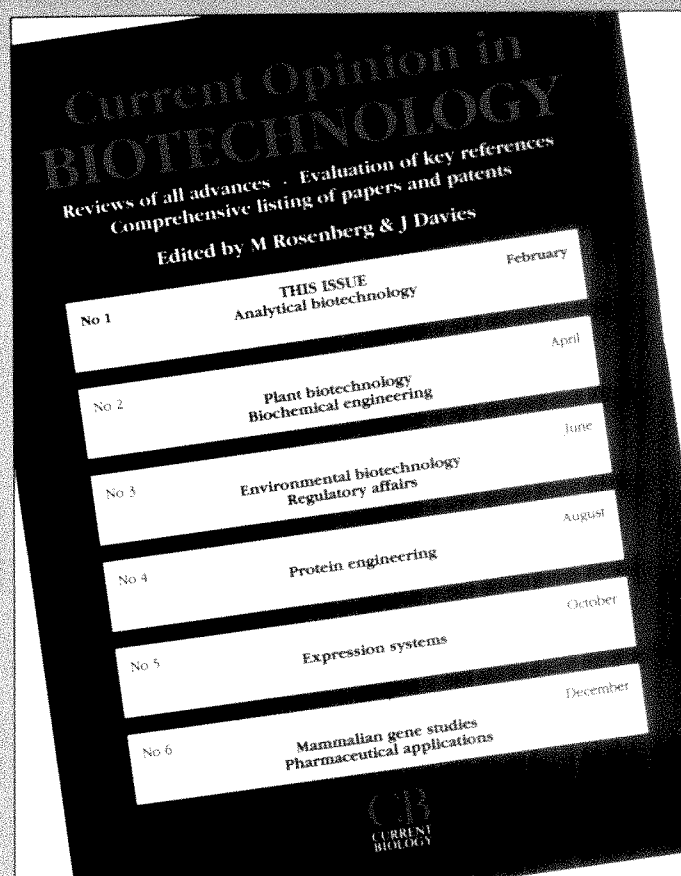 Current Opinion in
BIOTECHNOLOGY
Reviews of all advances · Evaluation of key references
Comprehensive listing of papers and patents
Edited by M Rosenberg & J Davies
No 1
THIS ISSUE
Analytical biotechnology
February
No 2
Plant biotechnology
Biochemical engineering
April
No 3
Environmental biotechnology
Regulatory affairs
June
No 4
Protein engineering
August
No 5
Expression systems
October
No 6
Mammalian gene studies
Pharmaceutical applications
December
CB
CURRENT
BIOLOGY